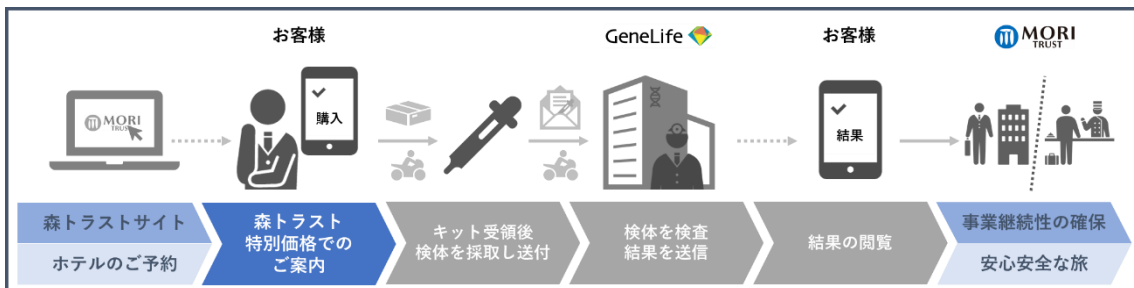 お客様
GeneLife
お客様
MORI
TRUST
MORI
TRUST
購入
結果
森トラストサイト
ホテルのご予約
森トラスト
特別価格での
ご案内
キット受領後
検体を採取し送付
検体を検査
結果を送信
結果の閲覧
事業継続性の確保
安心安全な旅